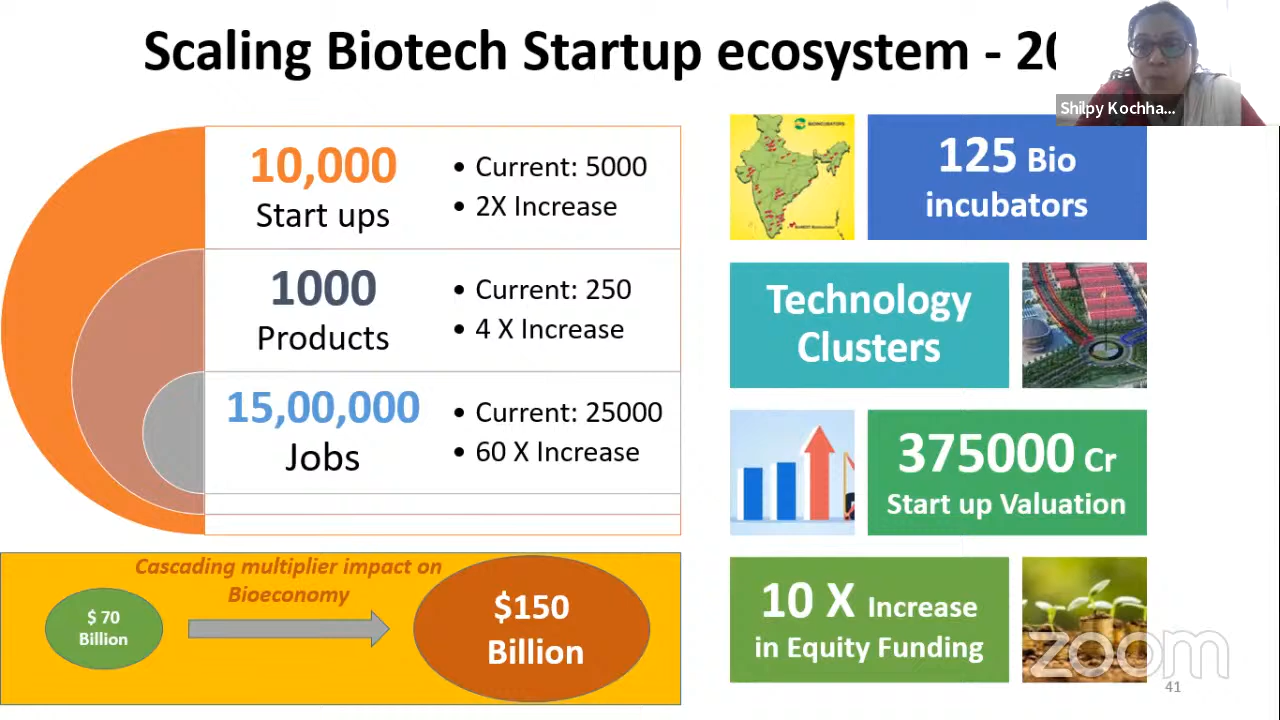 Scaling Biotech Startup ecosystem - 20
Shilpy Kochha...
10,000
Start ups
• Current: 5000
• 2X Increase
1000
Products
• Current: 250
• 4 X Increase
15,00,000
Jobs
• Current: 25000
• 60 X Increase
Cascading multiplier impact on
Bioeconomy
$ 70
Billion
$150
Billion
BIOINCUBATORS
125 Bio
incubators
Technology
Clusters
375000 Cr
Start up Valuation
10 X Increase
in Equity Funding
zoom
41